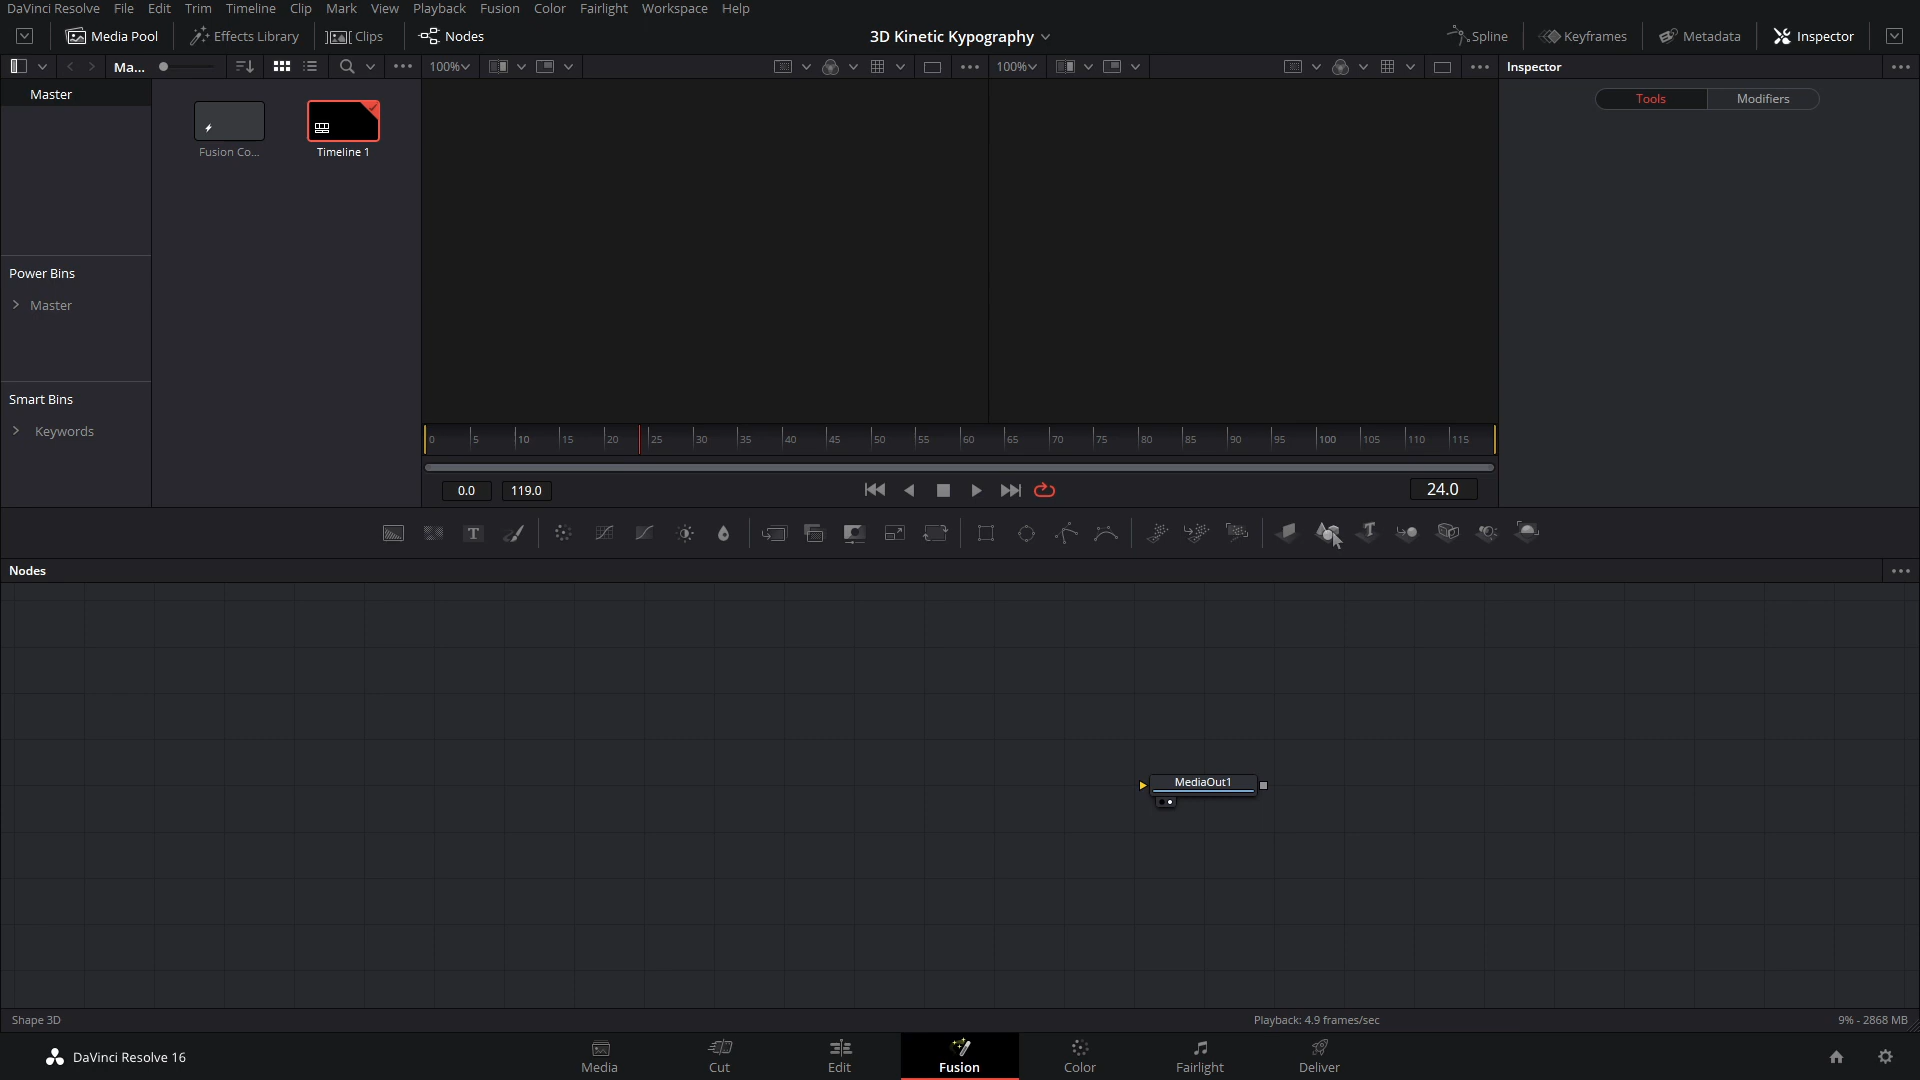 DaVinci Resolve File Edit Trim Timeline Clip Mark View Playback Fusion Color Fairlight Workspace Help
Media Pool Effects Library Clips Nodes 3D Kinetic Kypography Spline Keyframes Metadata Inspector
Ma... 100% 100% Inspector
Master
Tools Modifiers
Fusion Co... Timeline 1
Power Bins
Master
Smart Bins
Keywords
0 5 10 15 20 25 30 35 40 45 50 55 60 65 70 75 80 85 90 95 100 105 110 115
0.0 119.0 24.0
Nodes
MediaOut1
Shape 3D Playback: 4.9 frames/sec 9% - 2868 MB
DaVinci Resolve 16 Media Cut Edit Fusion Color Fairlight Deliver